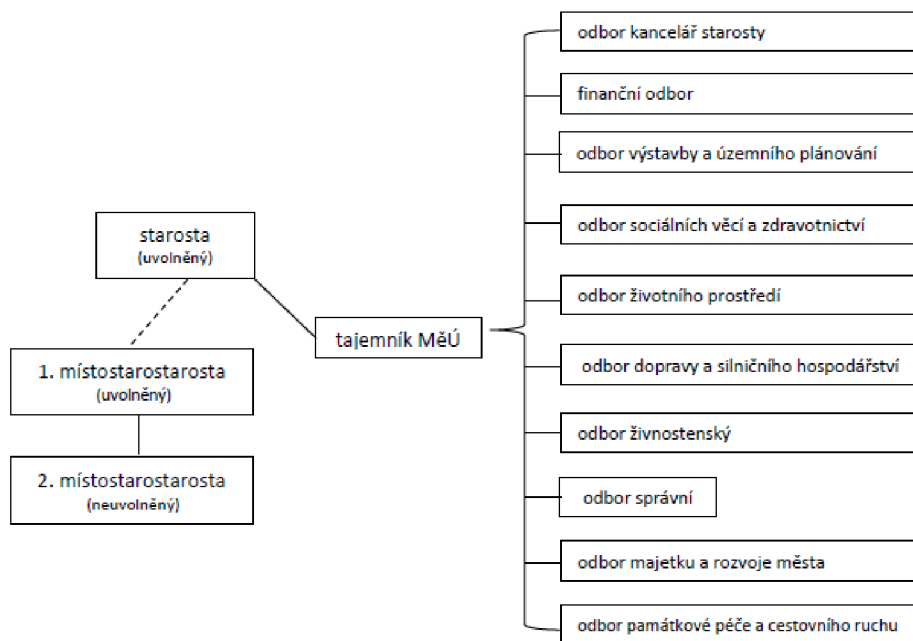 starosta
(uvolněný)
1. místostarostarosta
(uvolněný)
2. místostarostarosta
(neuvolněný)
tajemník MěÚ
odbor kancelář starosty
finanční odbor
odbor výstavby a územního plánování
odbor sociálních věcí a zdravotnictví
odbor životního prostředí
odbor dopravy a silničního hospodářství
odbor živnostenský
odbor správní
odbor majetku a rozvoje města
odbor památkové péče a cestovního ruchu